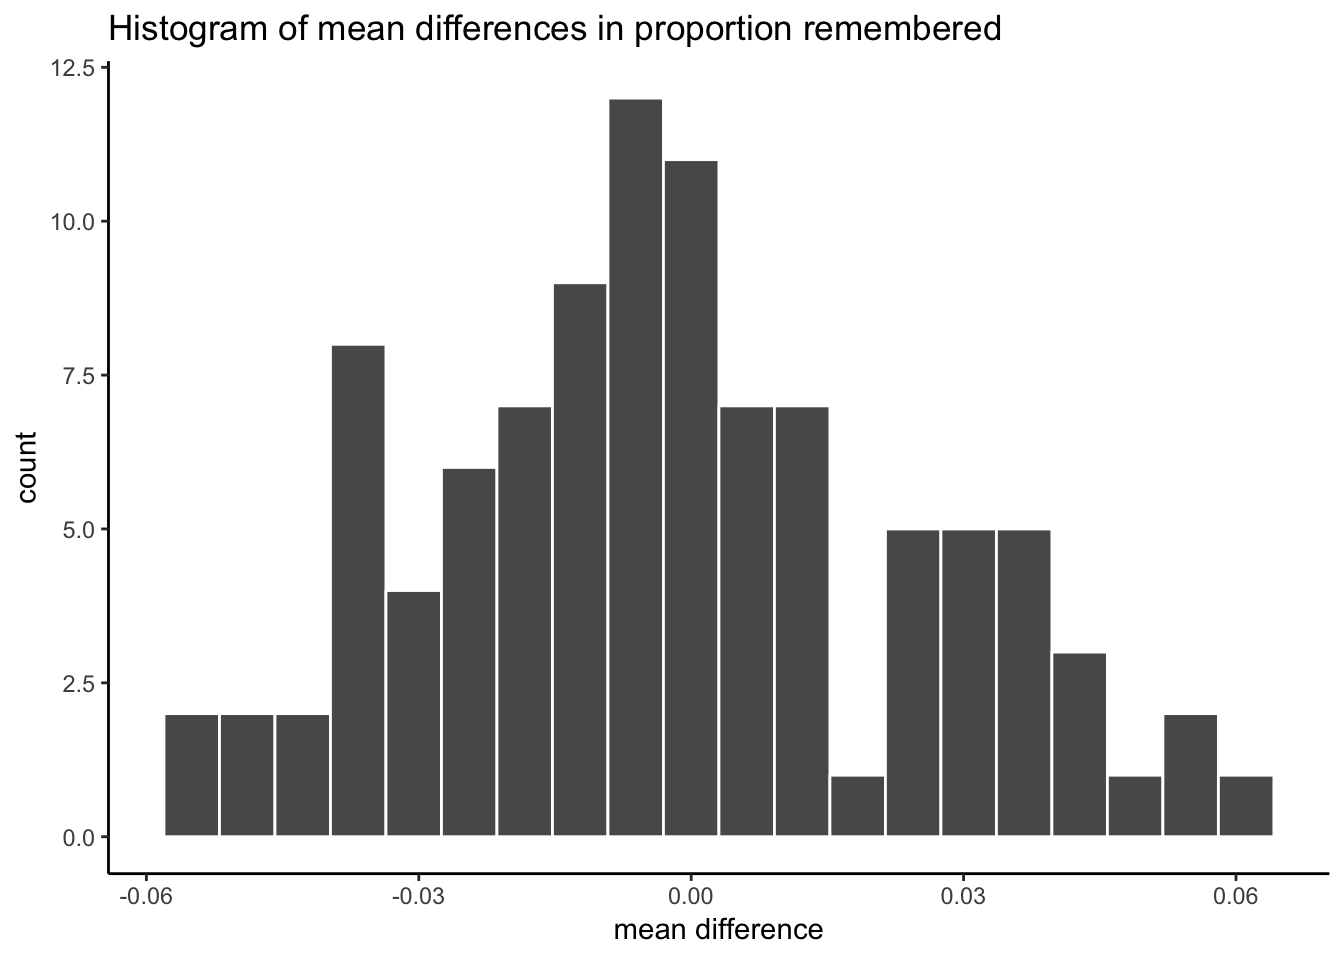 Histogram of mean differences in proportion remembered
12.5
10.0
7.5
5.0
2.5
0.0
count
-0.06 -0.03 0.00 0.03 0.06
mean difference